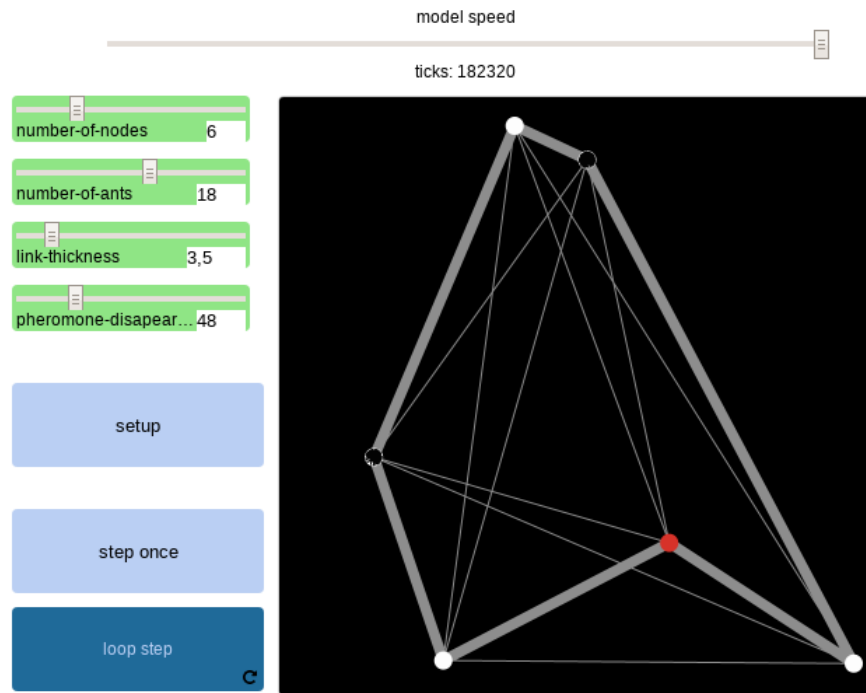 model speed
ticks: 182320
number-of-nodes 6
number-of-ants 18
link-thickness 3,5
pheromone-disapear... 48
setup
step once
loop step